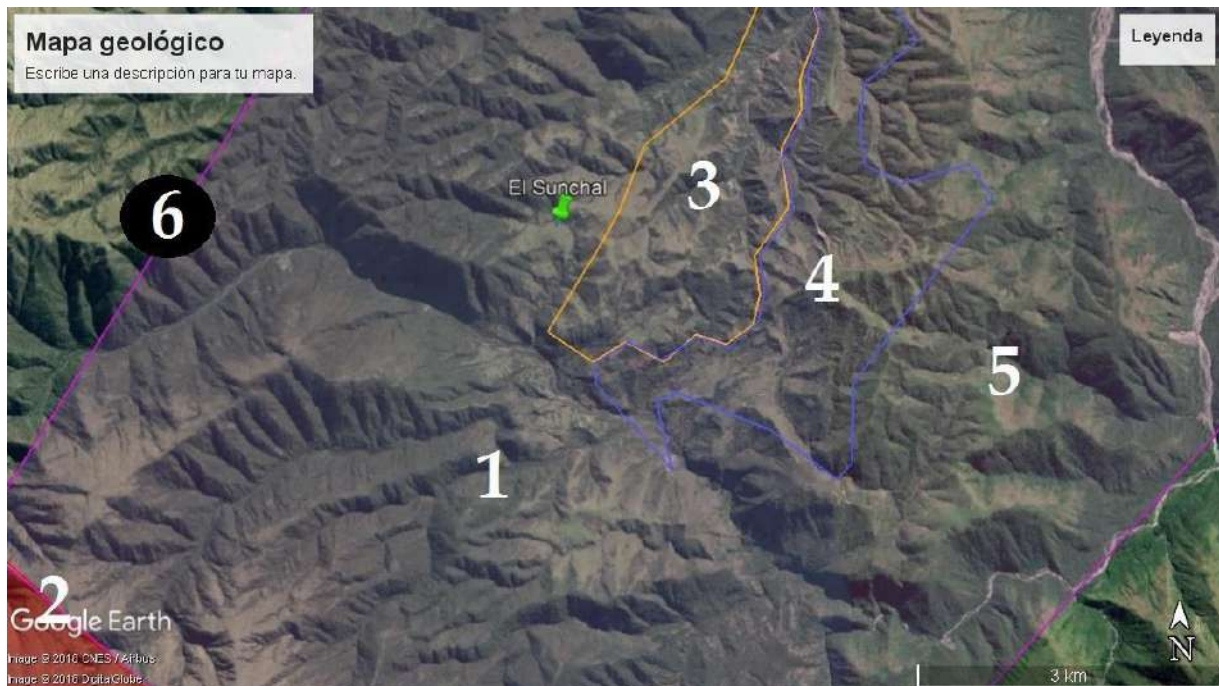 Mapa geológico
Escribe una descripción para tu mapa.
Leyenda
6
El Sunchal
3
4
5
1
2
Google Earth
Image © 2016 CNES / Airbus
Image © 2016 DigitalGlobe
N
3 km